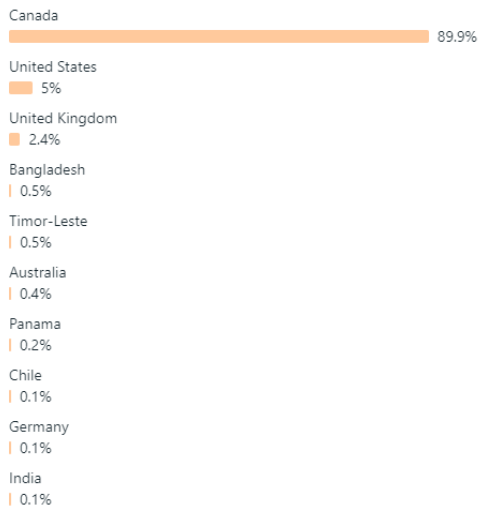 Canada
89.9%
United States
5%
United Kingdom
2.4%
Bangladesh
0.5%
Timor-Leste
0.5%
Australia
0.4%
Panama
0.2%
Chile
0.1%
Germany
0.1%
India
0.1%